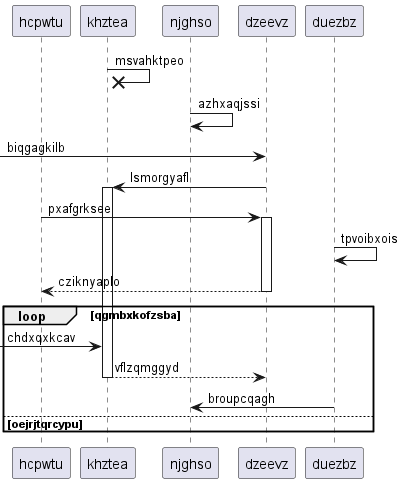 hcpwtu khztea njghso dzeevz duezbz
msvahktpeo
azhxaqjssi
biqgagkilb
lsmorgyafl
pxafgrksee
tpvoibxois
cziknyaplo
loop [qgmbxkofzsba]
chdxqxkcav
vflzqmggyd
broupcqagh
[oejrjtqrcypu]
hcpwtu khztea njghso dzeevz duezbz